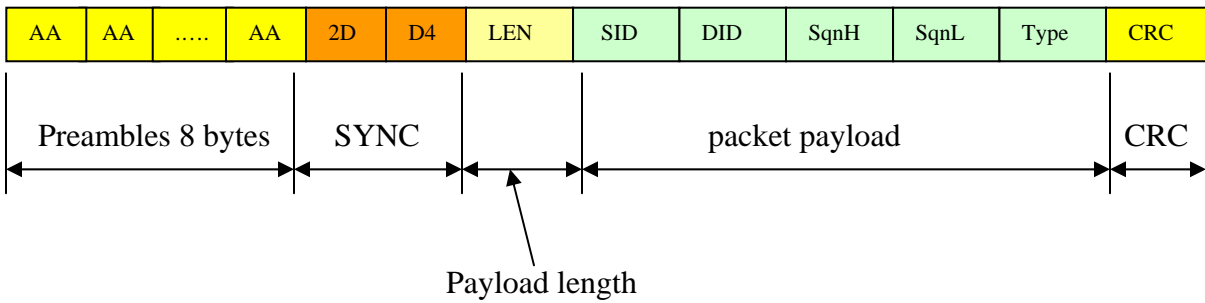 AA AA ..... AA 2D D4 LEN SID DID SqnH SqnL Type CRC
Preambles 8 bytes SYNC packet payload CRC
Payload length